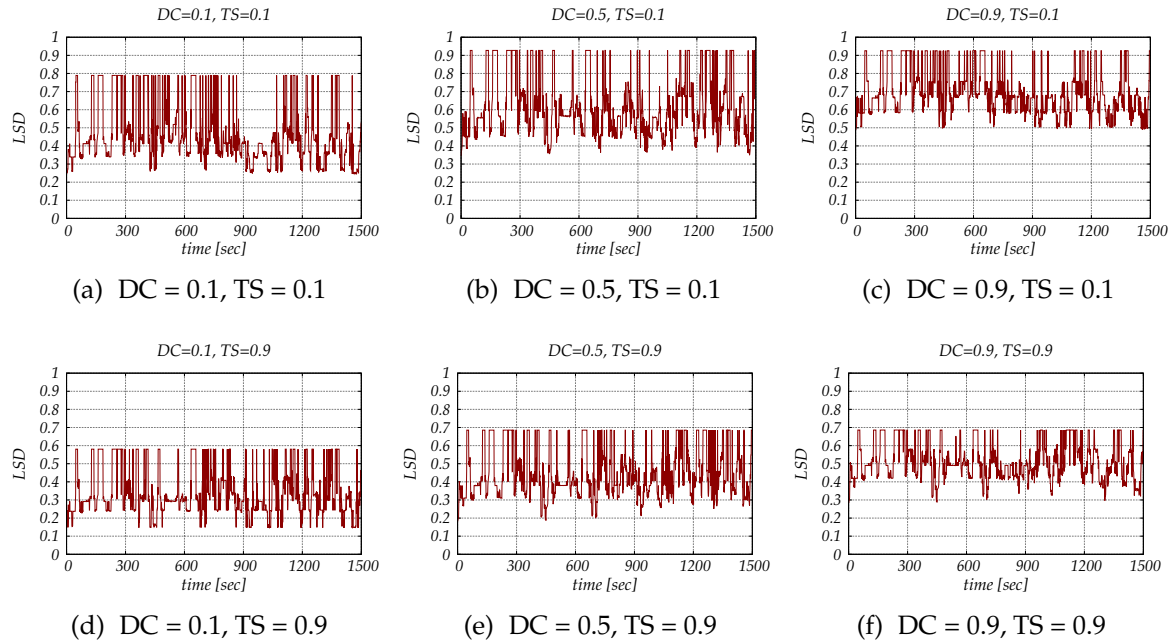 DC=0.1, TS=0.1
DC=0.5, TS=0.1
DC=0.9, TS=0.1
1
0.9
0.8
0.7
0.6
0.5
0.4
0.3
0.2
0.1
0
LSD
0 300 600 900 1200 1500
time [sec]
1
0.9
0.8
0.7
0.6
0.5
0.4
0.3
0.2
0.1
0
LSD
0 300 600 900 1200 1500
time [sec]
1
0.9
0.8
0.7
0.6
0.5
0.4
0.3
0.2
0.1
0
LSD
0 300 600 900 1200 1500
time [sec]
(a) DC = 0.1, TS = 0.1
(b) DC = 0.5, TS = 0.1
(c) DC = 0.9, TS = 0.1
DC=0.1, TS=0.9
DC=0.5, TS=0.9
DC=0.9, TS=0.9
1
0.9
0.8
0.7
0.6
0.5
0.4
0.3
0.2
0.1
0
LSD
0 300 600 900 1200 1500
time [sec]
1
0.9
0.8
0.7
0.6
0.5
0.4
0.3
0.2
0.1
0
LSD
0 300 600 900 1200 1500
time [sec]
1
0.9
0.8
0.7
0.6
0.5
0.4
0.3
0.2
0.1
0
LSD
0 300 600 900 1200 1500
time [sec]
(d) DC = 0.1, TS = 0.9
(e) DC = 0.5, TS = 0.9
(f) DC = 0.9, TS = 0.9